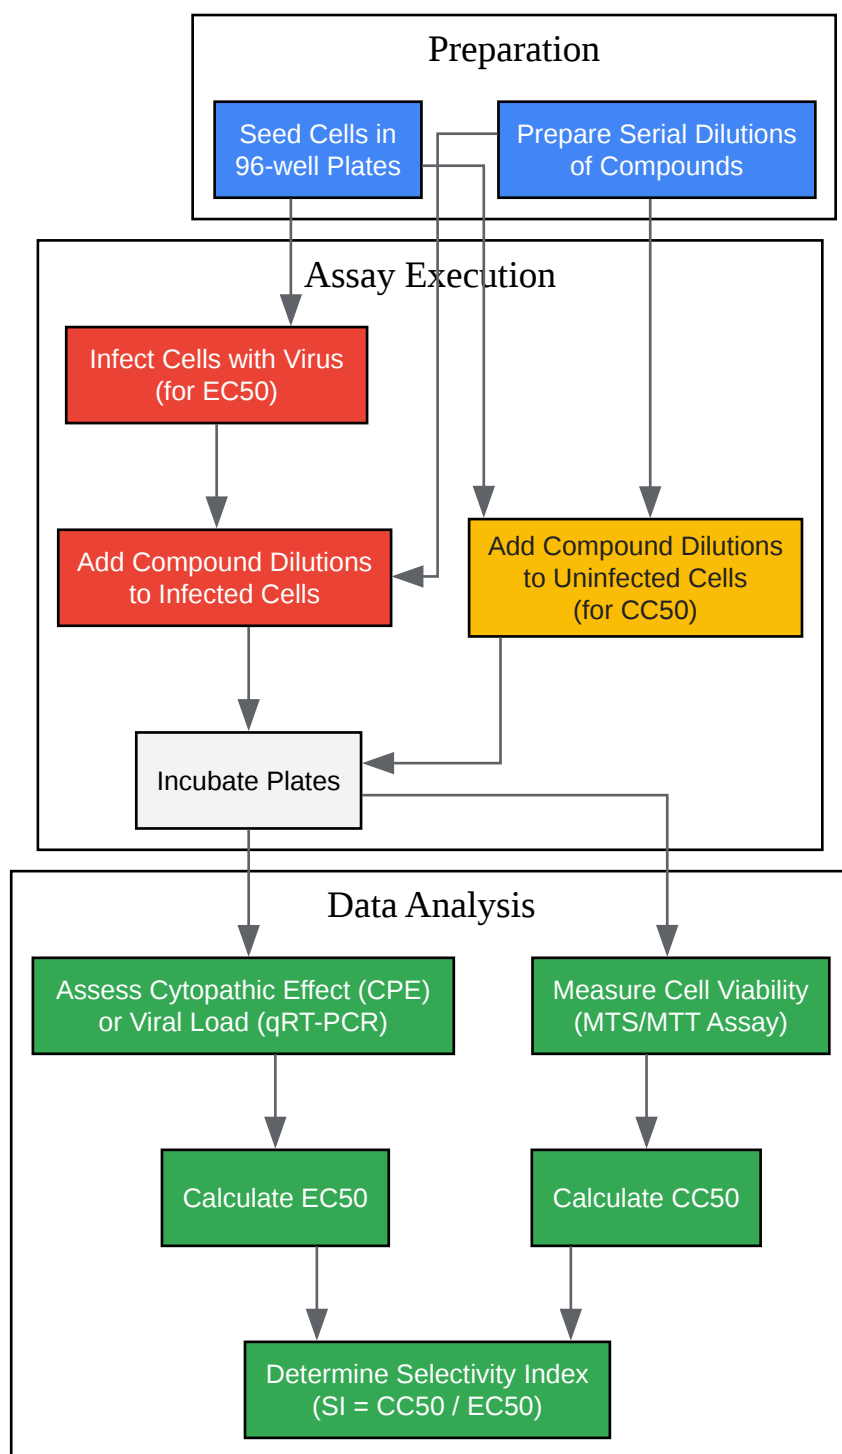 Preparation
Seed Cells in
96-well Plates
Prepare Serial Dilutions
of Compounds
Assay Execution
Infect Cells with Virus
(for EC50)
Add Compound Dilutions
to Infected Cells
Add Compound Dilutions
to Uninfected Cells
(for CC50)
Incubate Plates
Data Analysis
Assess Cytopathic Effect (CPE)
or Viral Load (qRT-PCR)
Measure Cell Viability
(MTS/MTT Assay)
Calculate EC50
Calculate CC50
Determine Selectivity Index
(SI = CC50 / EC50)